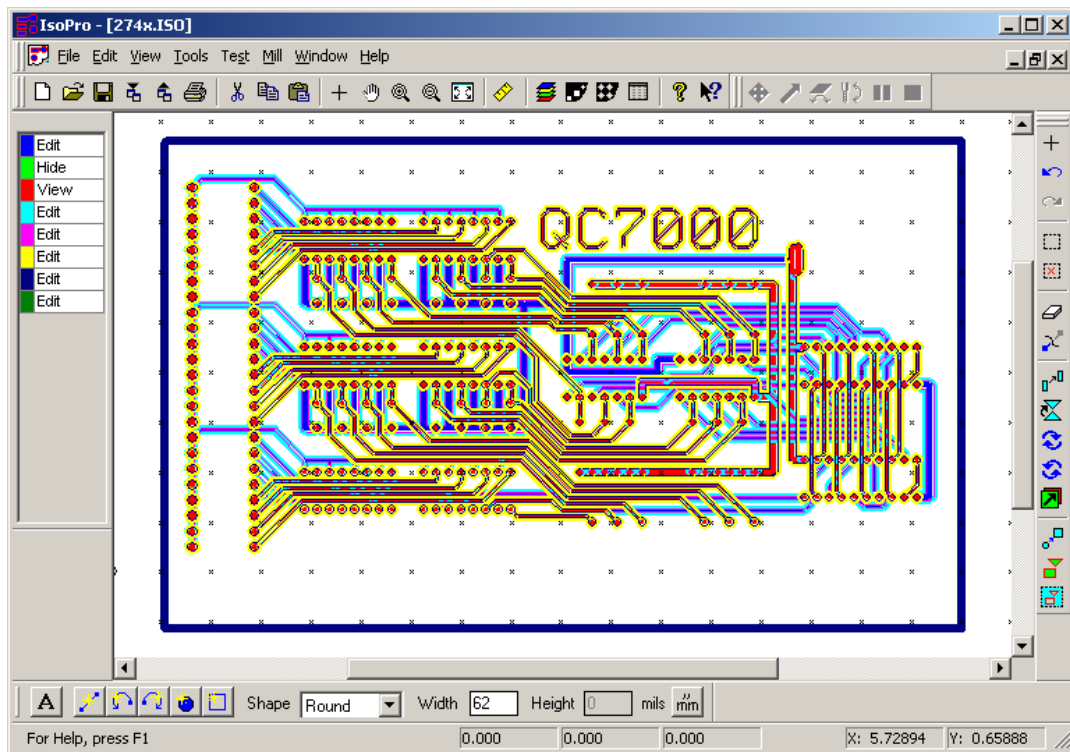 IsoPro - [274x.ISO]
File Edit View Tools Test Mill Window Help
Edit
Hide
View
Edit
Edit
Edit
Edit
Edit
QC7000
A Shape Round Width 62 Height 0 mils " mm
For Help, press F1 0.000 0.000 0.000 X: 5.72894 Y: 0.65888